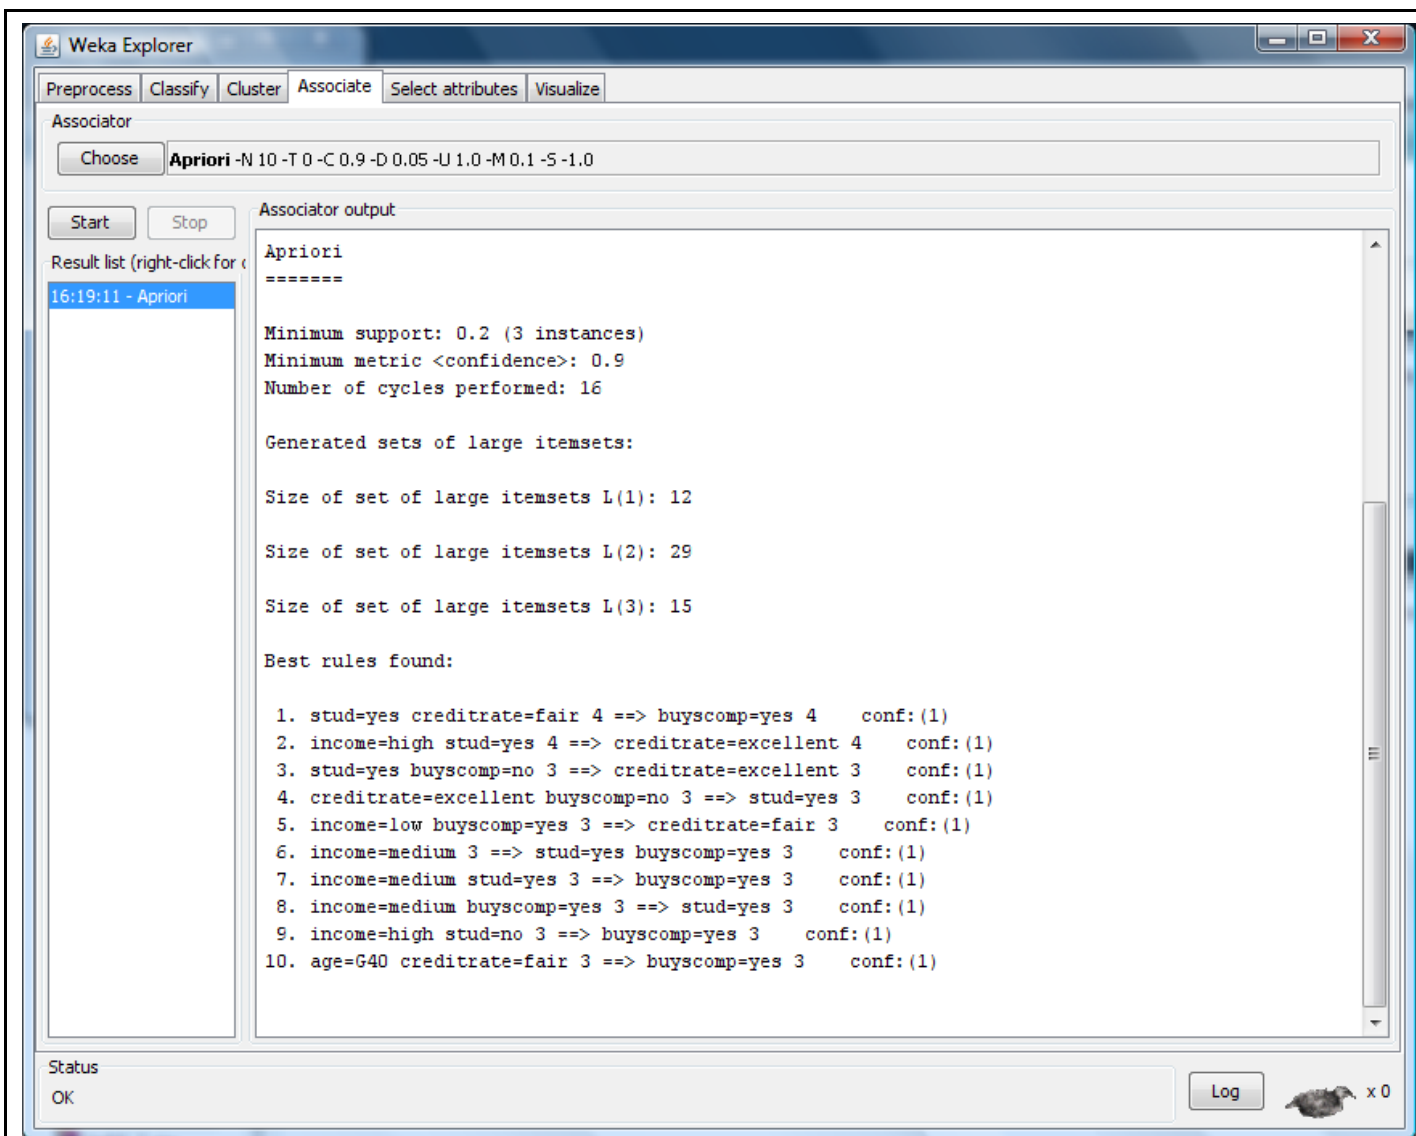 Weka Explorer
Preprocess Classify Cluster Associate Select attributes Visualize
Associator
Choose Apriori -N 10 -T 0 -C 0.9 -D 0.05 -U 1.0 -M 0.1 -S -1.0
Start Stop
Result list (right-click for
16:19:11 - Apriori
Associator output
Apriori
=======
Minimum support: 0.2 (3 instances)
Minimum metric <confidence>: 0.9
Number of cycles performed: 16
Generated sets of large itemsets:
Size of set of large itemsets L(1): 12
Size of set of large itemsets L(2): 29
Size of set of large itemsets L(3): 15
Best rules found:
1. stud=yes creditrate=fair 4 ==> buyscomp=yes 4 conf:(1)
2. income=high stud=yes 4 ==> creditrate=excellent 4 conf:(1)
3. stud=yes buyscomp=no 3 ==> creditrate=excellent 3 conf:(1)
4. creditrate=excellent buyscomp=no 3 ==> stud=yes 3 conf:(1)
5. income=low buyscomp=yes 3 ==> creditrate=fair 3 conf:(1)
6. income=medium 3 ==> stud=yes buyscomp=yes 3 conf:(1)
7. income=medium stud=yes 3 ==> buyscomp=yes 3 conf:(1)
8. income=medium buyscomp=yes 3 ==> stud=yes 3 conf:(1)
9. income=high stud=no 3 ==> buyscomp=yes 3 conf:(1)
10. age=G40 creditrate=fair 3 ==> buyscomp=yes 3 conf:(1)
Status
OK
Log
x 0